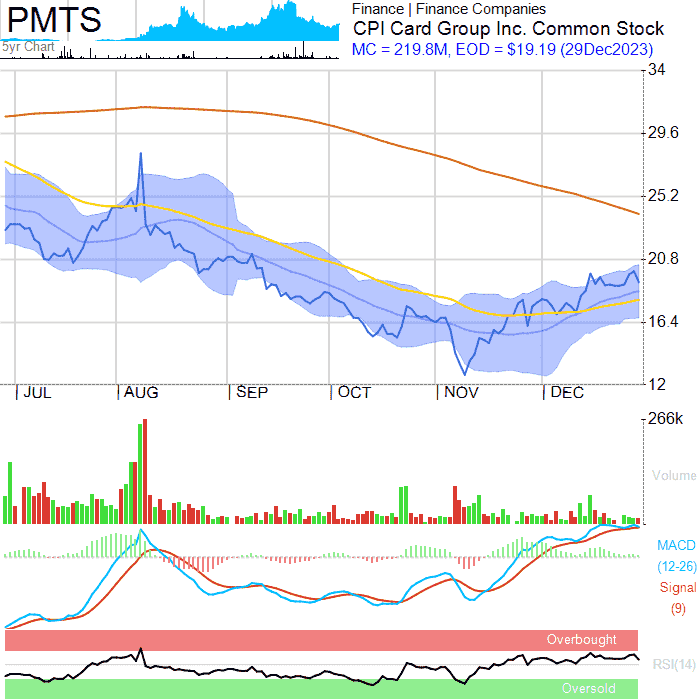 PMTS
5yr Chart
Finance | Finance Companies
CPI Card Group Inc. Common Stock
MC = 219.8M, EOD = $19.19 (29Dec2023)
34
29.6
25.2
20.8
16.4
12
JUL AUG SEP OCT NOV DEC
266k
Volume
MACD
(12-26)
Signal
(9)
Overbought
RSI(14)
Oversold